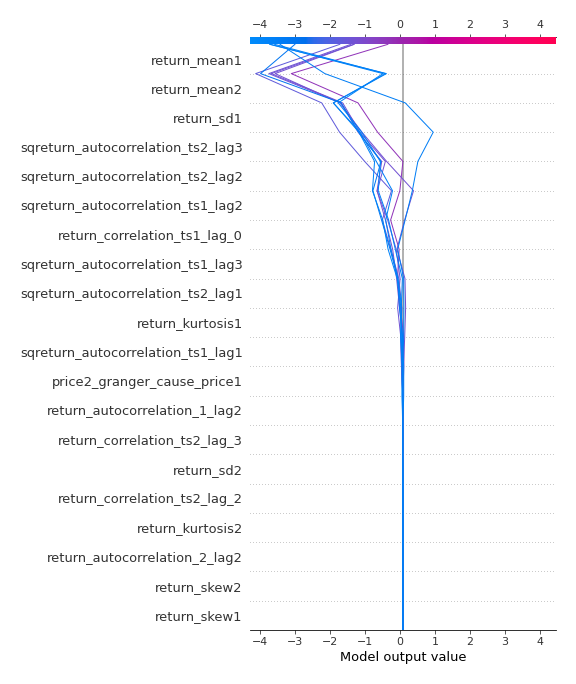 −4 −3 −2 −1 0 1 2 3 4
return_mean1
return_mean2
return_sd1
sqreturn_autocorrelation_ts2_lag3
sqreturn_autocorrelation_ts2_lag2
sqreturn_autocorrelation_ts1_lag2
return_correlation_ts1_lag_0
sqreturn_autocorrelation_ts1_lag3
sqreturn_autocorrelation_ts2_lag1
return_kurtosis1
sqreturn_autocorrelation_ts1_lag1
price2_granger_cause_price1
return_autocorrelation_1_lag2
return_correlation_ts2_lag_3
return_sd2
return_correlation_ts2_lag_2
return_kurtosis2
return_autocorrelation_2_lag2
return_skew2
return_skew1
−4 −3 −2 −1 0 1 2 3 4
Model output value